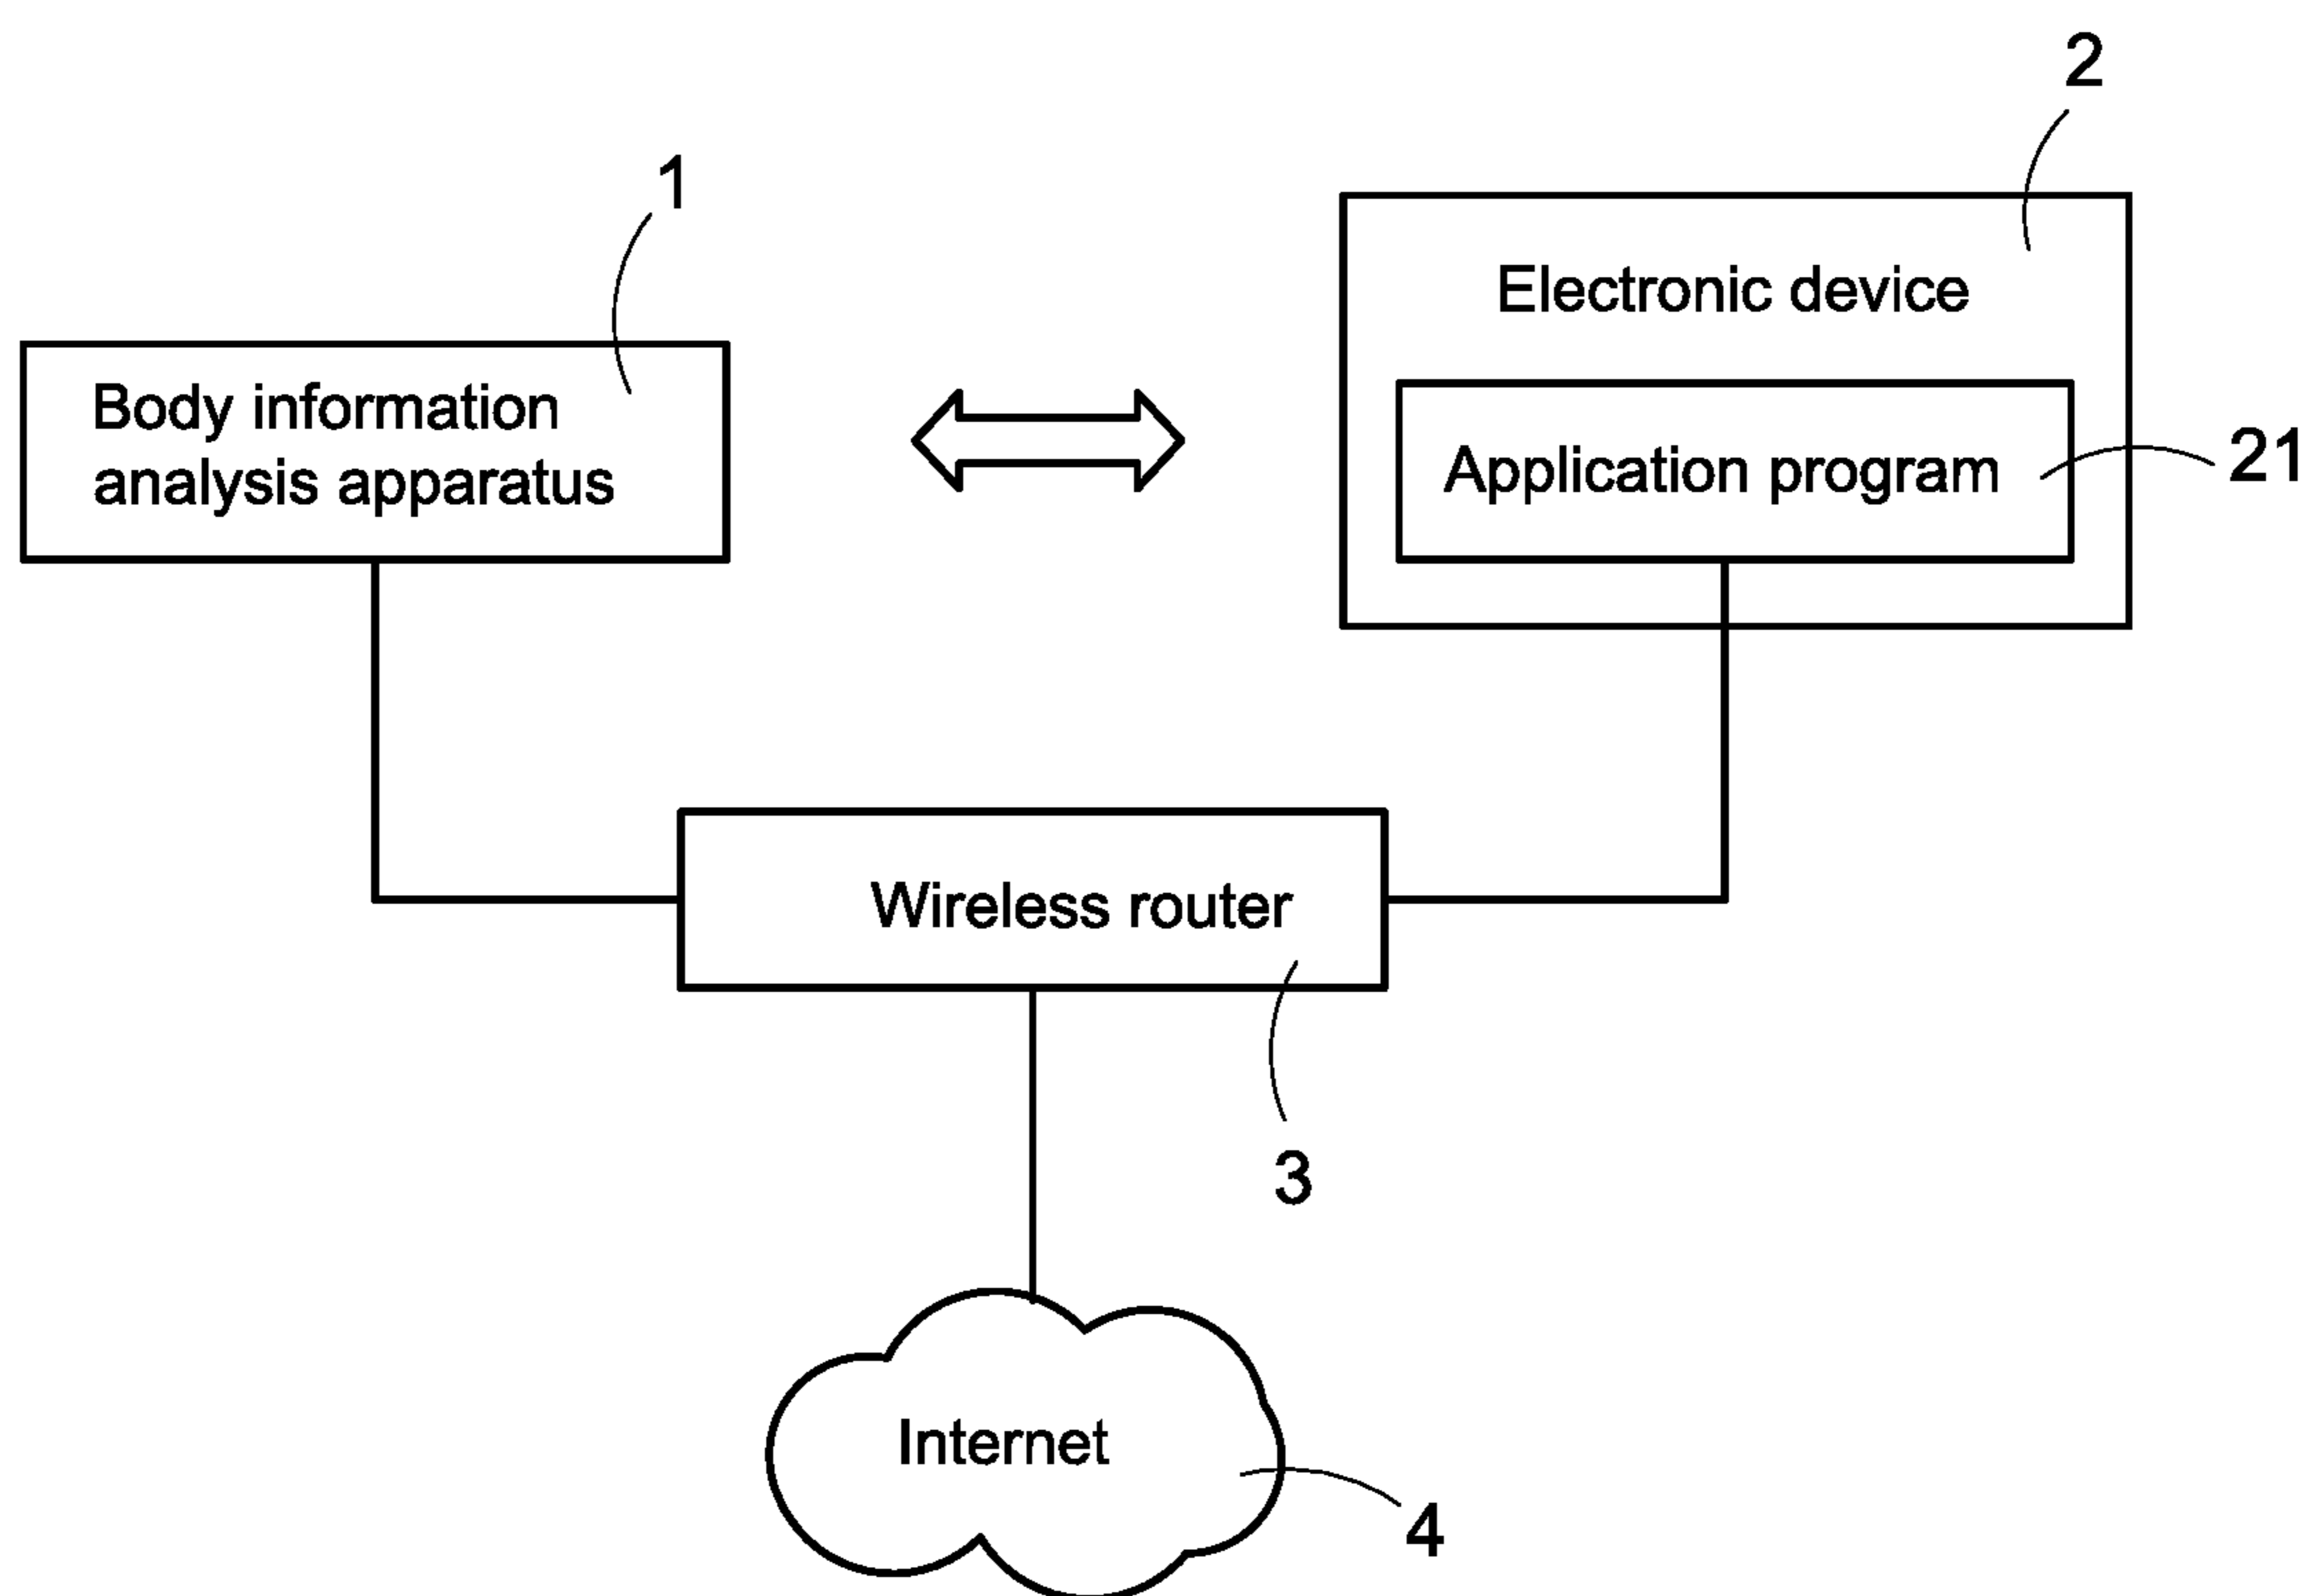 2
1
Electronic device
Body information
analysis apparatus
Application program
21
Wireless router
3
Internet
4